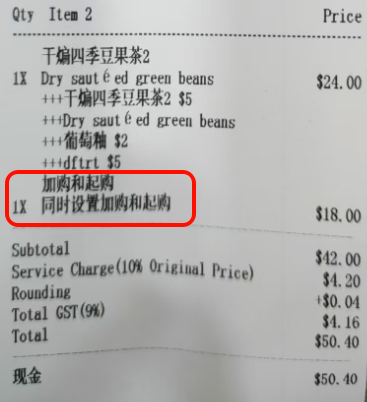 Qty Item 2 Price
干煸四季豆果茶2
1X Dry sauté ed green beans $24.00
+++干煸四季豆果茶2 $5
+++Dry sauté ed green beans
+++葡萄釉 $2
+++dftrt $5
加购和起购
1X 同时设置加购和起购 $18.00
Subtotal $42.00
Service Charge(10% Original Price) $4.20
Rounding +$0.04
Total GST(9%) $4.16
Total $50.40
现金 $50.40